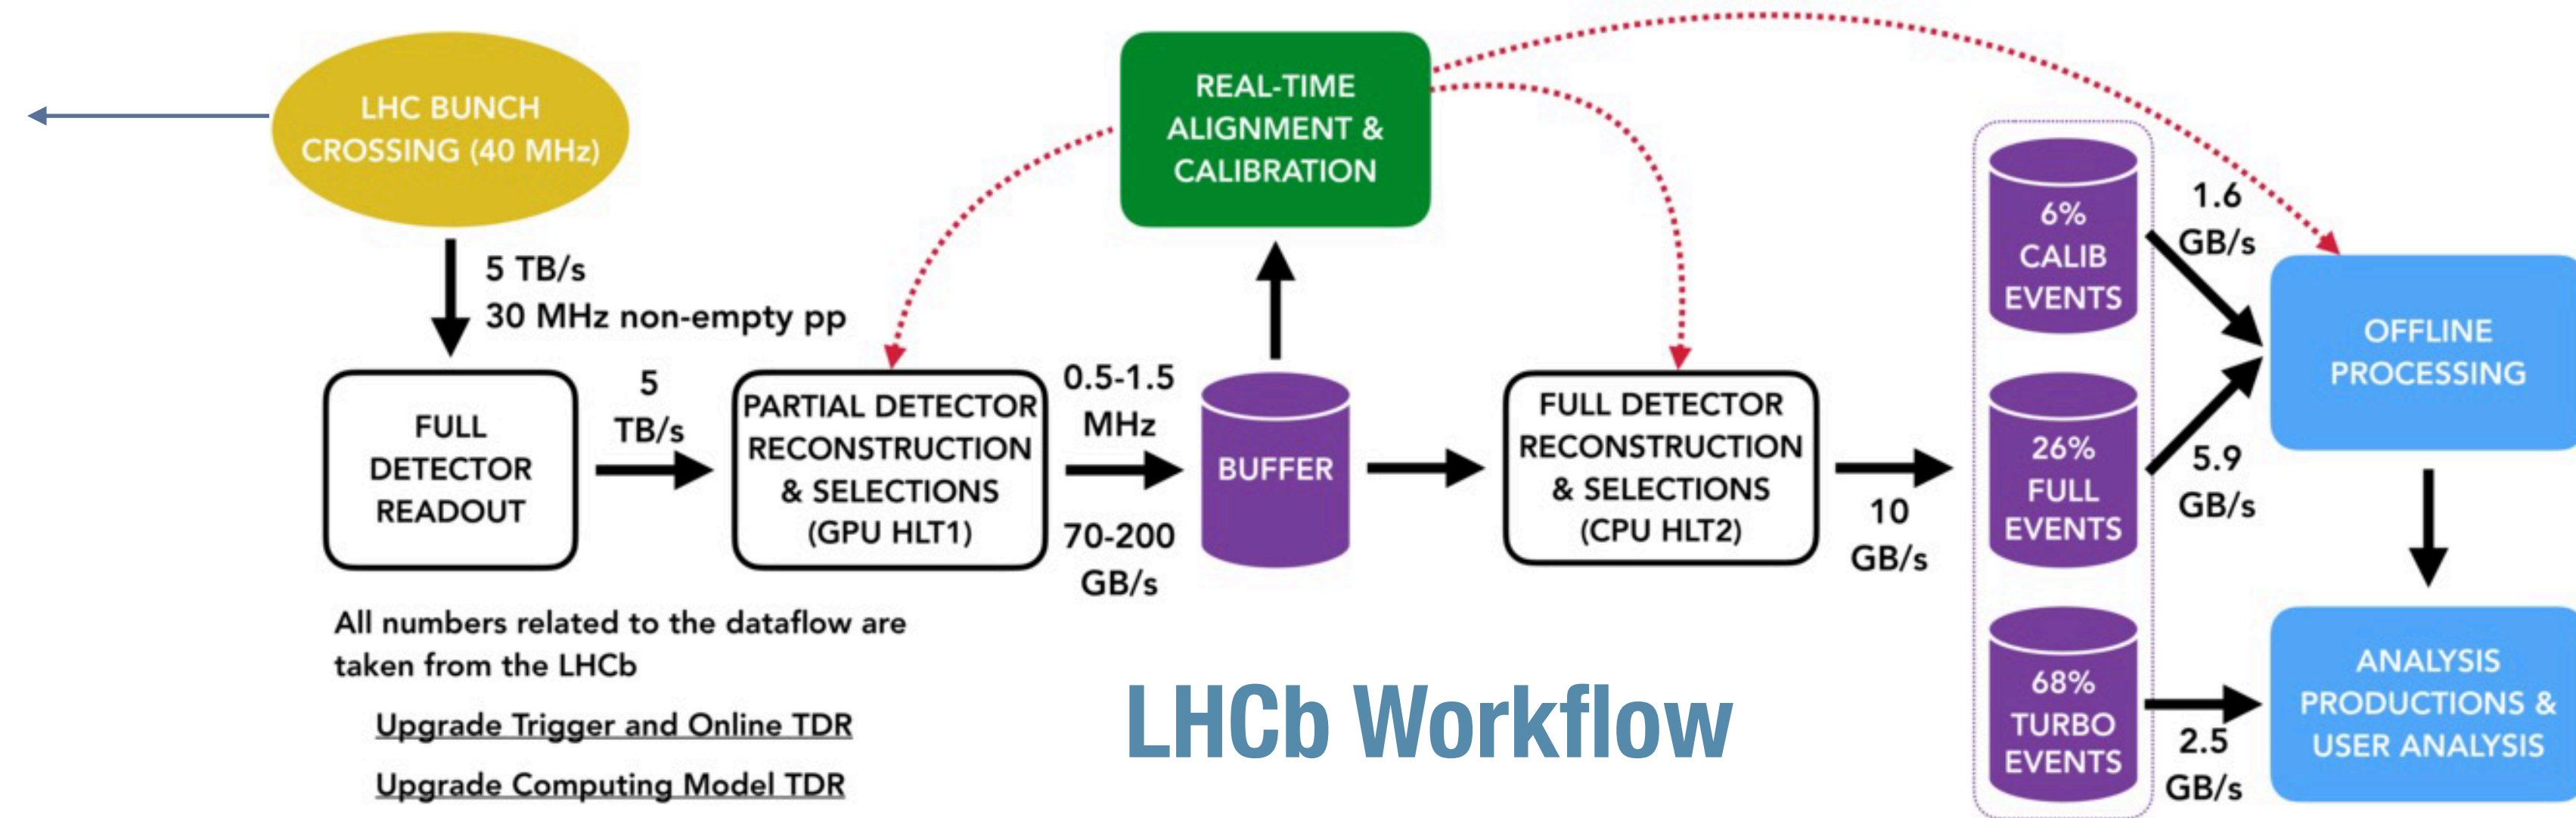 LHC BUNCH
CROSSING (40 MHz)
5 TB/s
30 MHz non-empty pp
FULL
DETECTOR
READOUT
5
TB/s
PARTIAL DETECTOR
RECONSTRUCTION
& SELECTIONS
(GPU HLT1)
0.5-1.5
MHz
70-200
GB/s
BUFFER
REAL-TIME
ALIGNMENT &
CALIBRATION
FULL DETECTOR
RECONSTRUCTION
& SELECTIONS
(CPU HLT2)
10
GB/s
6%
CALIB
EVENTS
1.6
GB/s
26%
FULL
EVENTS
5.9
GB/s
68%
TURBO
EVENTS
2.5
GB/s
OFFLINE
PROCESSING
ANALYSIS
PRODUCTIONS &
USER ANALYSIS
All numbers related to the dataflow are
taken from the LHCb
Upgrade Trigger and Online TDR
Upgrade Computing Model TDR
LHCb Workflow